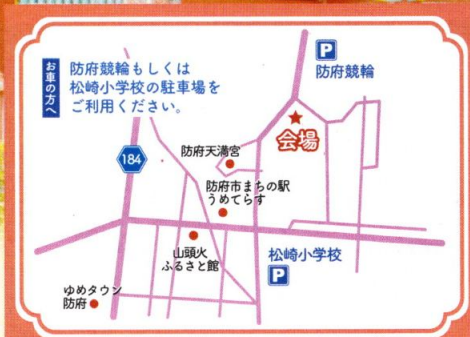 お車の方へ
防府競輪もしくは
松崎小学校の駐車場を
ご利用ください。
P
防府競輪
会場
184
防府天満宮
防府市まちの駅
うめてらす
山頭火
ふるさと館
松崎小学校
P
ゆめタウン
防府